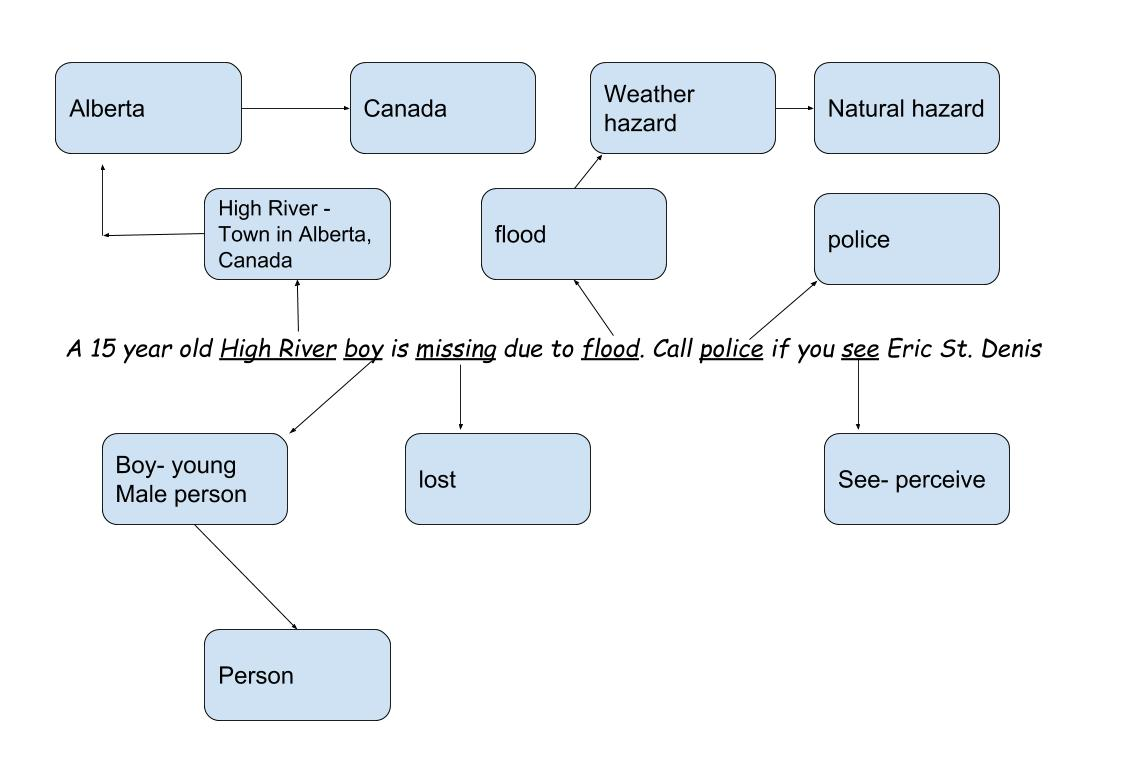 Alberta
Canada
Weather
hazard
Natural hazard
High River -
Town in Alberta,
Canada
flood
police
A 15 year old High River boy is missing due to flood. Call police if you see Eric St. Denis
Boy- young
Male person
lost
See- perceive
Person